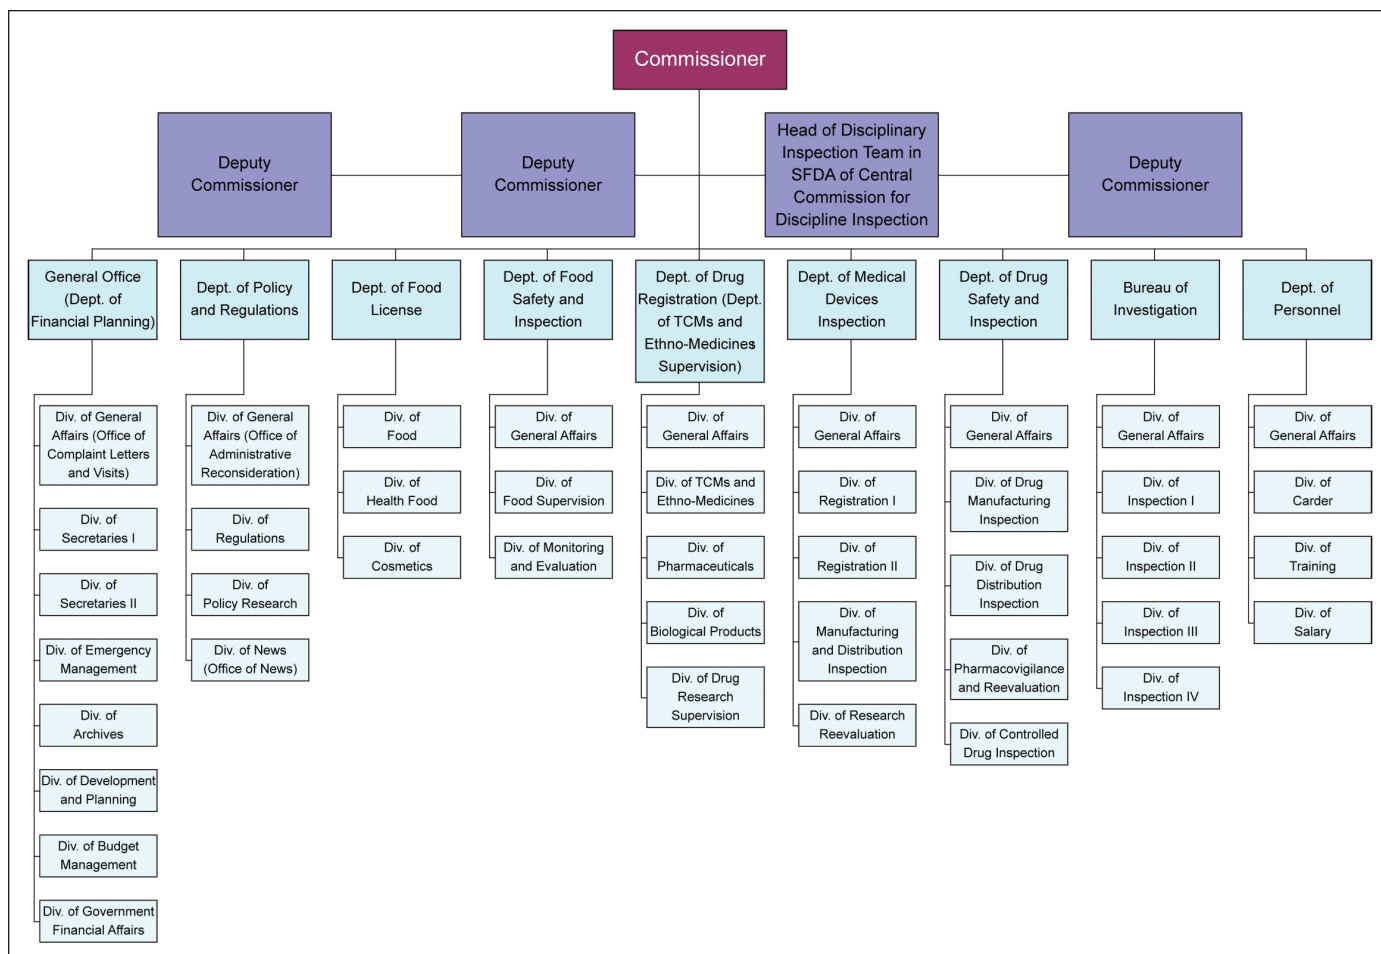 Commissioner
Deputy
Commissioner
Deputy
Commissioner
Head of Disciplinary
Inspection Team in
SFDA of Central
Commission for
Discipline Inspection
Deputy
Commissioner
General Office
(Dept. of
Financial Planning)
Dept. of Policy
and Regulations
Dept. of Food
License
Dept. of Food
Safety and
Inspection
Dept. of Drug
Registration (Dept.
of TCMs and
Ethno-Medicines
Supervision)
Dept. of Medical
Devices
Inspection
Dept. of Drug
Safety and
Inspection
Bureau of
Investigation
Dept. of
Personnel
Div. of General
Affairs (Office of
Complaint Letters
and Visits)
Div. of
Secretaries I
Div. of
Secretaries II
Div. of Emergency
Management
Div. of
Archives
Div. of Development
and Planning
Div. of Budget
Management
Div. of Government
Financial Affairs
Div. of General
Affairs (Office of
Administrative
Reconsideration)
Div. of
Regulations
Div. of
Policy Research
Div. of News
(Office of News)
Div. of
Food
Div. of
Health Food
Div. of
Cosmetics
Div. of
General Affairs
Div. of
Food Supervision
Div. of Monitoring
and Evaluation
Div. of
General Affairs
Div. of TCMs and
Ethno-Medicines
Div. of
Pharmaceuticals
Div. of
Biological Products
Div. of Drug
Research
Supervision
Div. of
General Affairs
Div. of
Registration I
Div. of
Registration II
Div. of
Manufacturing
and Distribution
Inspection
Div. of Research
Reevaluation
Div. of
General Affairs
Div. of Drug
Manufacturing
Inspection
Div. of Drug
Distribution
Inspection
Div. of
Pharmacovigilance
and Reevaluation
Div. of Controlled
Drug Inspection
Div. of
General Affairs
Div. of
Inspection I
Div. of
Inspection II
Div. of
Inspection III
Div. of
Inspection IV
Div. of
General Affairs
Div. of
Carder
Div. of
Training
Div. of
Salary